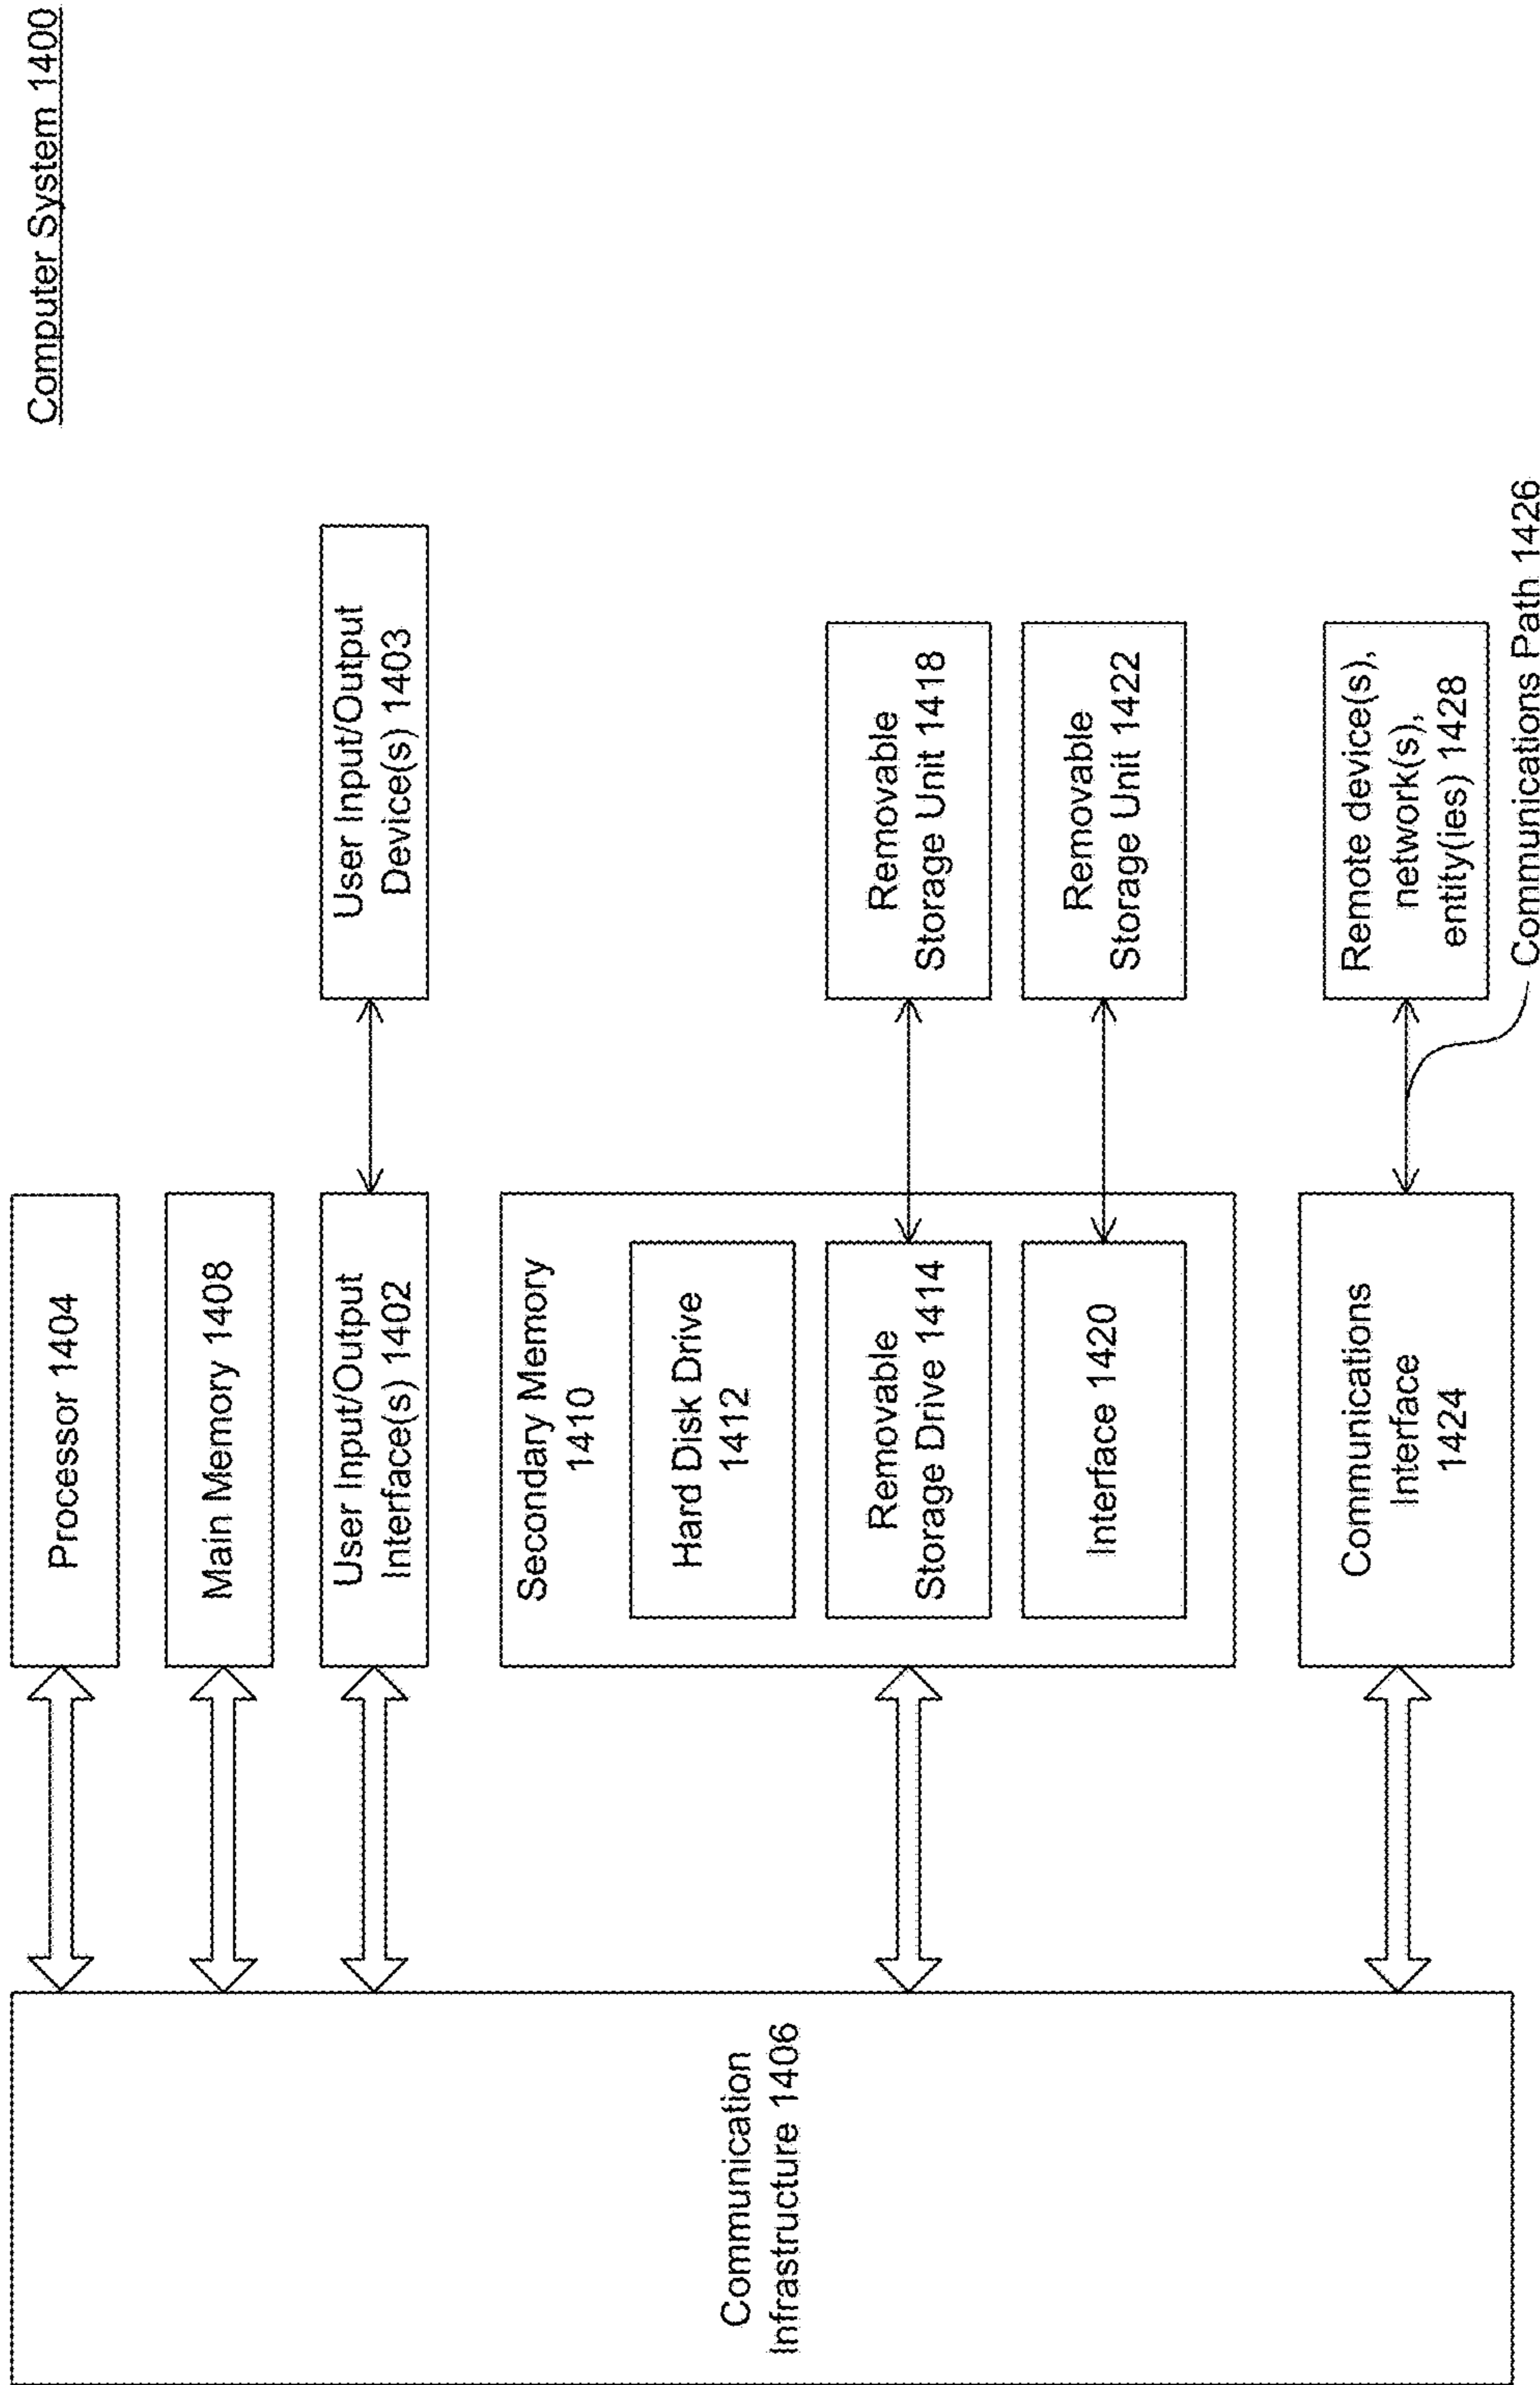 Computer System 1400
Processor 1404
Main Memory 1408
User Input/Output
Interface(s) 1402
User Input/Output
Device(s) 1403
Secondary Memory
1410
Hard Disk Drive
1412
Removable
Storage Drive 1414
Removable
Storage Unit 1418
Interface 1420
Removable
Storage Unit 1422
Communication
Infrastructure 1406
Communications
Interface
1424
Remote device(s),
network(s),
entity(ies) 1428
Communications Path 1426